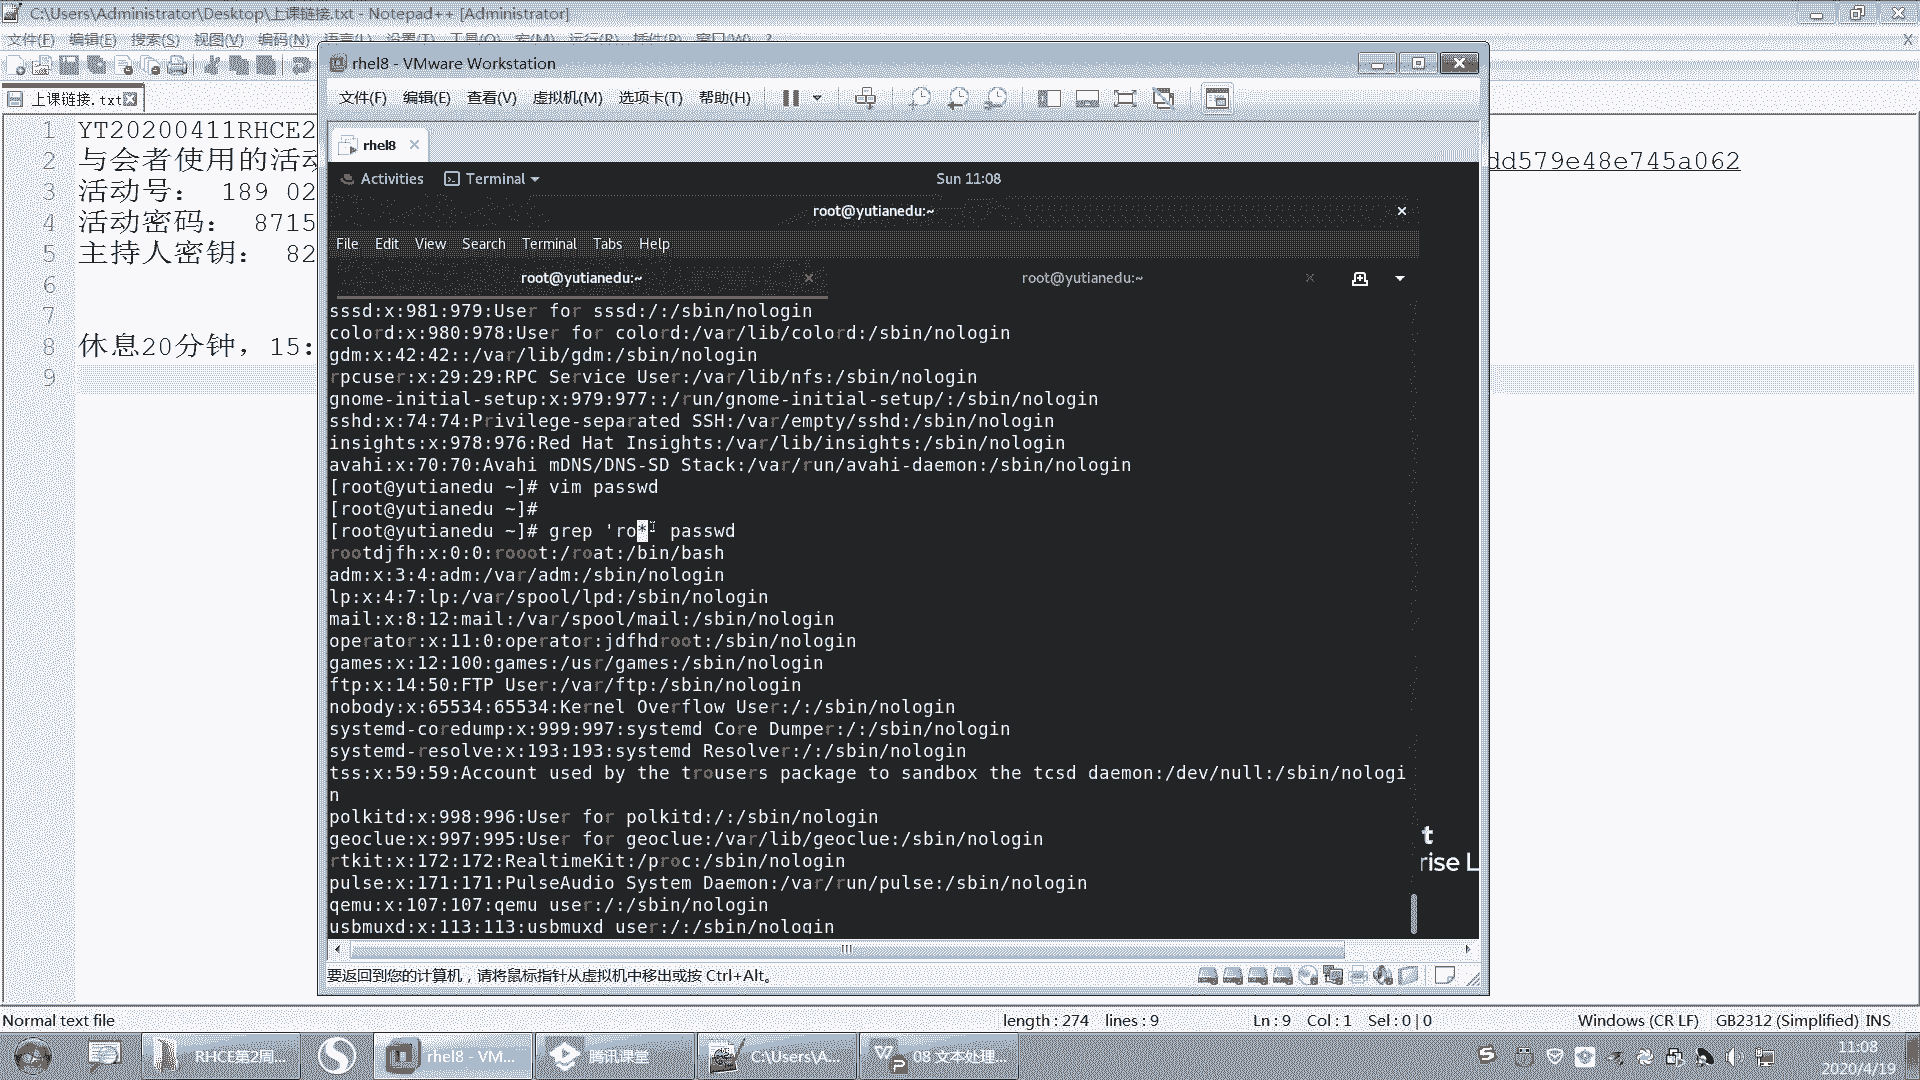 C:\Users\Administrator\Desktop\上课链接.txt - Notepad++ [Administrator]
文件(F) 编辑(E) 搜索(S) 视图(V) 编码(N) 语言(L) 设置(T) 工具(O) 宏(M) 运行(R) 插件(P) 窗口(W) ?
上课链接.txt
1 YT20200411RHCE2
2 与会者使用的活动 dd579e48e745a062
3 活动号： 189 02
4 活动密码： 8715
5 主持人密钥： 82
6
7
8 休息20分钟，15:
9
rhel8 - VMware Workstation
文件(F) 编辑(E) 查看(V) 虚拟机(M) 选项卡(T) 帮助(H)
rhel8
Activities Terminal Sun 11:08
root@yutianedu:~
File Edit View Search Terminal Tabs Help
root@yutianedu:~ root@yutianedu:~
sssd:x:981:979:User for sssd:/:/sbin/nologin
colord:x:980:978:User for colord:/var/lib/colord:/sbin/nologin
gdm:x:42:42::/var/lib/gdm:/sbin/nologin
rpcuser:x:29:29:RPC Service User:/var/lib/nfs:/sbin/nologin
gnome-initial-setup:x:979:977::/run/gnome-initial-setup/:/sbin/nologin
sshd:x:74:74:Privilege-separated SSH:/var/empty/sshd:/sbin/nologin
insights:x:978:976:Red Hat Insights:/var/lib/insights:/sbin/nologin
avahi:x:70:70:Avahi mDNS/DNS-SD Stack:/var/run/avahi-daemon:/sbin/nologin
[root@yutianedu ~]# vim passwd
[root@yutianedu ~]#
[root@yutianedu ~]# grep 'ro*' passwd
rootdjfh:x:0:0:rooot:/roat:/bin/bash
adm:x:3:4:adm:/var/adm:/sbin/nologin
lp:x:4:7:lp:/var/spool/lpd:/sbin/nologin
mail:x:8:12:mail:/var/spool/mail:/sbin/nologin
operator:x:11:0:operator:jdfhdroot:/sbin/nologin
games:x:12:100:games:/usr/games:/sbin/nologin
ftp:x:14:50:FTP User:/var/ftp:/sbin/nologin
nobody:x:65534:65534:Kernel Overflow User:/:/sbin/nologin
systemd-coredump:x:999:997:systemd Core Dumper:/:/sbin/nologin
systemd-resolve:x:193:193:systemd Resolver:/:/sbin/nologin
tss:x:59:59:Account used by the trousers package to sandbox the tcsd daemon:/dev/null:/sbin/nologi
n
polkitd:x:998:996:User for polkitd:/:/sbin/nologin
geoclue:x:997:995:User for geoclue:/var/lib/geoclue:/sbin/nologin
rtkit:x:172:172:RealtimeKit:/proc:/sbin/nologin
pulse:x:171:171:PulseAudio System Daemon:/var/run/pulse:/sbin/nologin
qemu:x:107:107:qemu user:/:/sbin/nologin
usbmuxd:x:113:113:usbmuxd user:/:/sbin/nologin
t
rise L
要返回到您的计算机，请将鼠标指针从虚拟机中移出或按 Ctrl+Alt。
Normal text file length : 274 lines : 9 Ln : 9 Col : 1 Sel : 0 | 0 Windows (CR LF) GB2312 (Simplified) INS
RHCE第2周... rhel8 - VM... 腾讯课堂 C:\Users\A... 08 文本处理... 11:08
2020/4/19